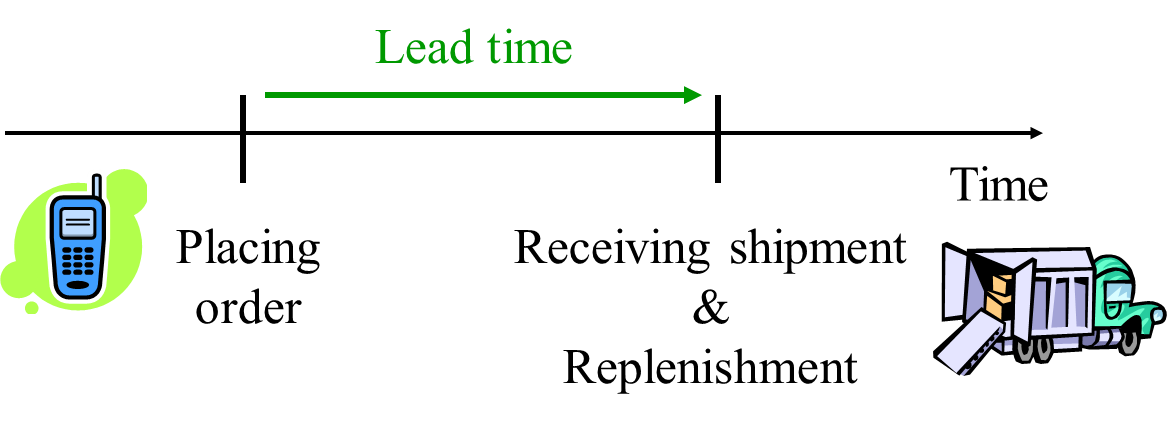 Lead time
Time
Placing
order
Receiving shipment
&
Replenishment